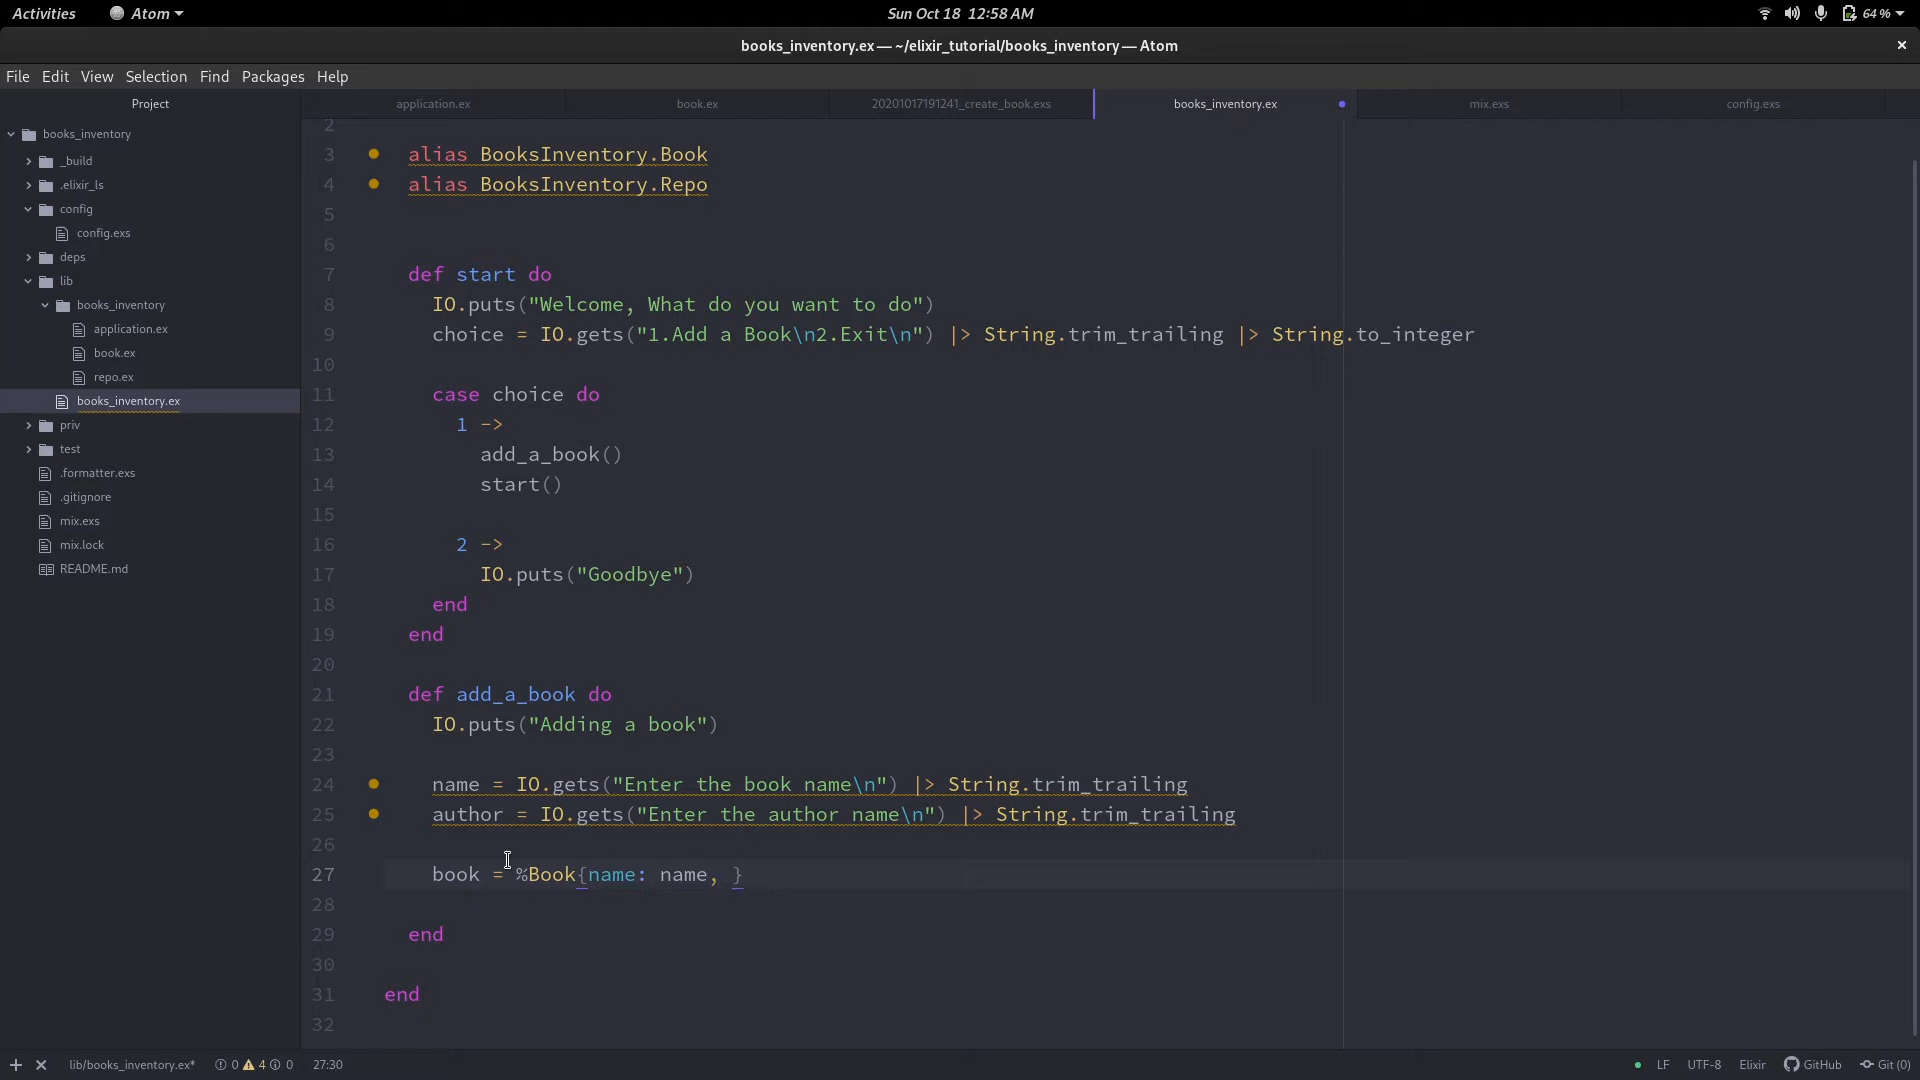 Activities Atom Sun Oct 18 12:58 AM 64 %
books_inventory.ex — ~/elixir_tutorial/books_inventory — Atom
File Edit View Selection Find Packages Help
Project application.ex book.ex 20201017191241_create_book.exs books_inventory.ex mix.exs config.exs
books_inventory
_build
.elixir_ls
config
config.exs
deps
lib
books_inventory
application.ex
book.ex
repo.ex
books_inventory.ex
priv
test
.formatter.exs
.gitignore
mix.exs
mix.lock
README.md
2
3 alias BooksInventory.Book
4 alias BooksInventory.Repo
5
6
7 def start do
8 IO.puts("Welcome, What do you want to do")
9 choice = IO.gets("1.Add a Book\n2.Exit\n") |> String.trim_trailing |> String.to_integer
10
11 case choice do
12 1 ->
13 add_a_book()
14 start()
15
16 2 ->
17 IO.puts("Goodbye")
18 end
19 end
20
21 def add_a_book do
22 IO.puts("Adding a book")
23
24 name = IO.gets("Enter the book name\n") |> String.trim_trailing
25 author = IO.gets("Enter the author name\n") |> String.trim_trailing
26
27 book = %Book{name: name, }
28
29 end
30
31 end
32
lib/books_inventory.ex* 0 4 0 27:30 LF UTF-8 Elixir GitHub Git (0)